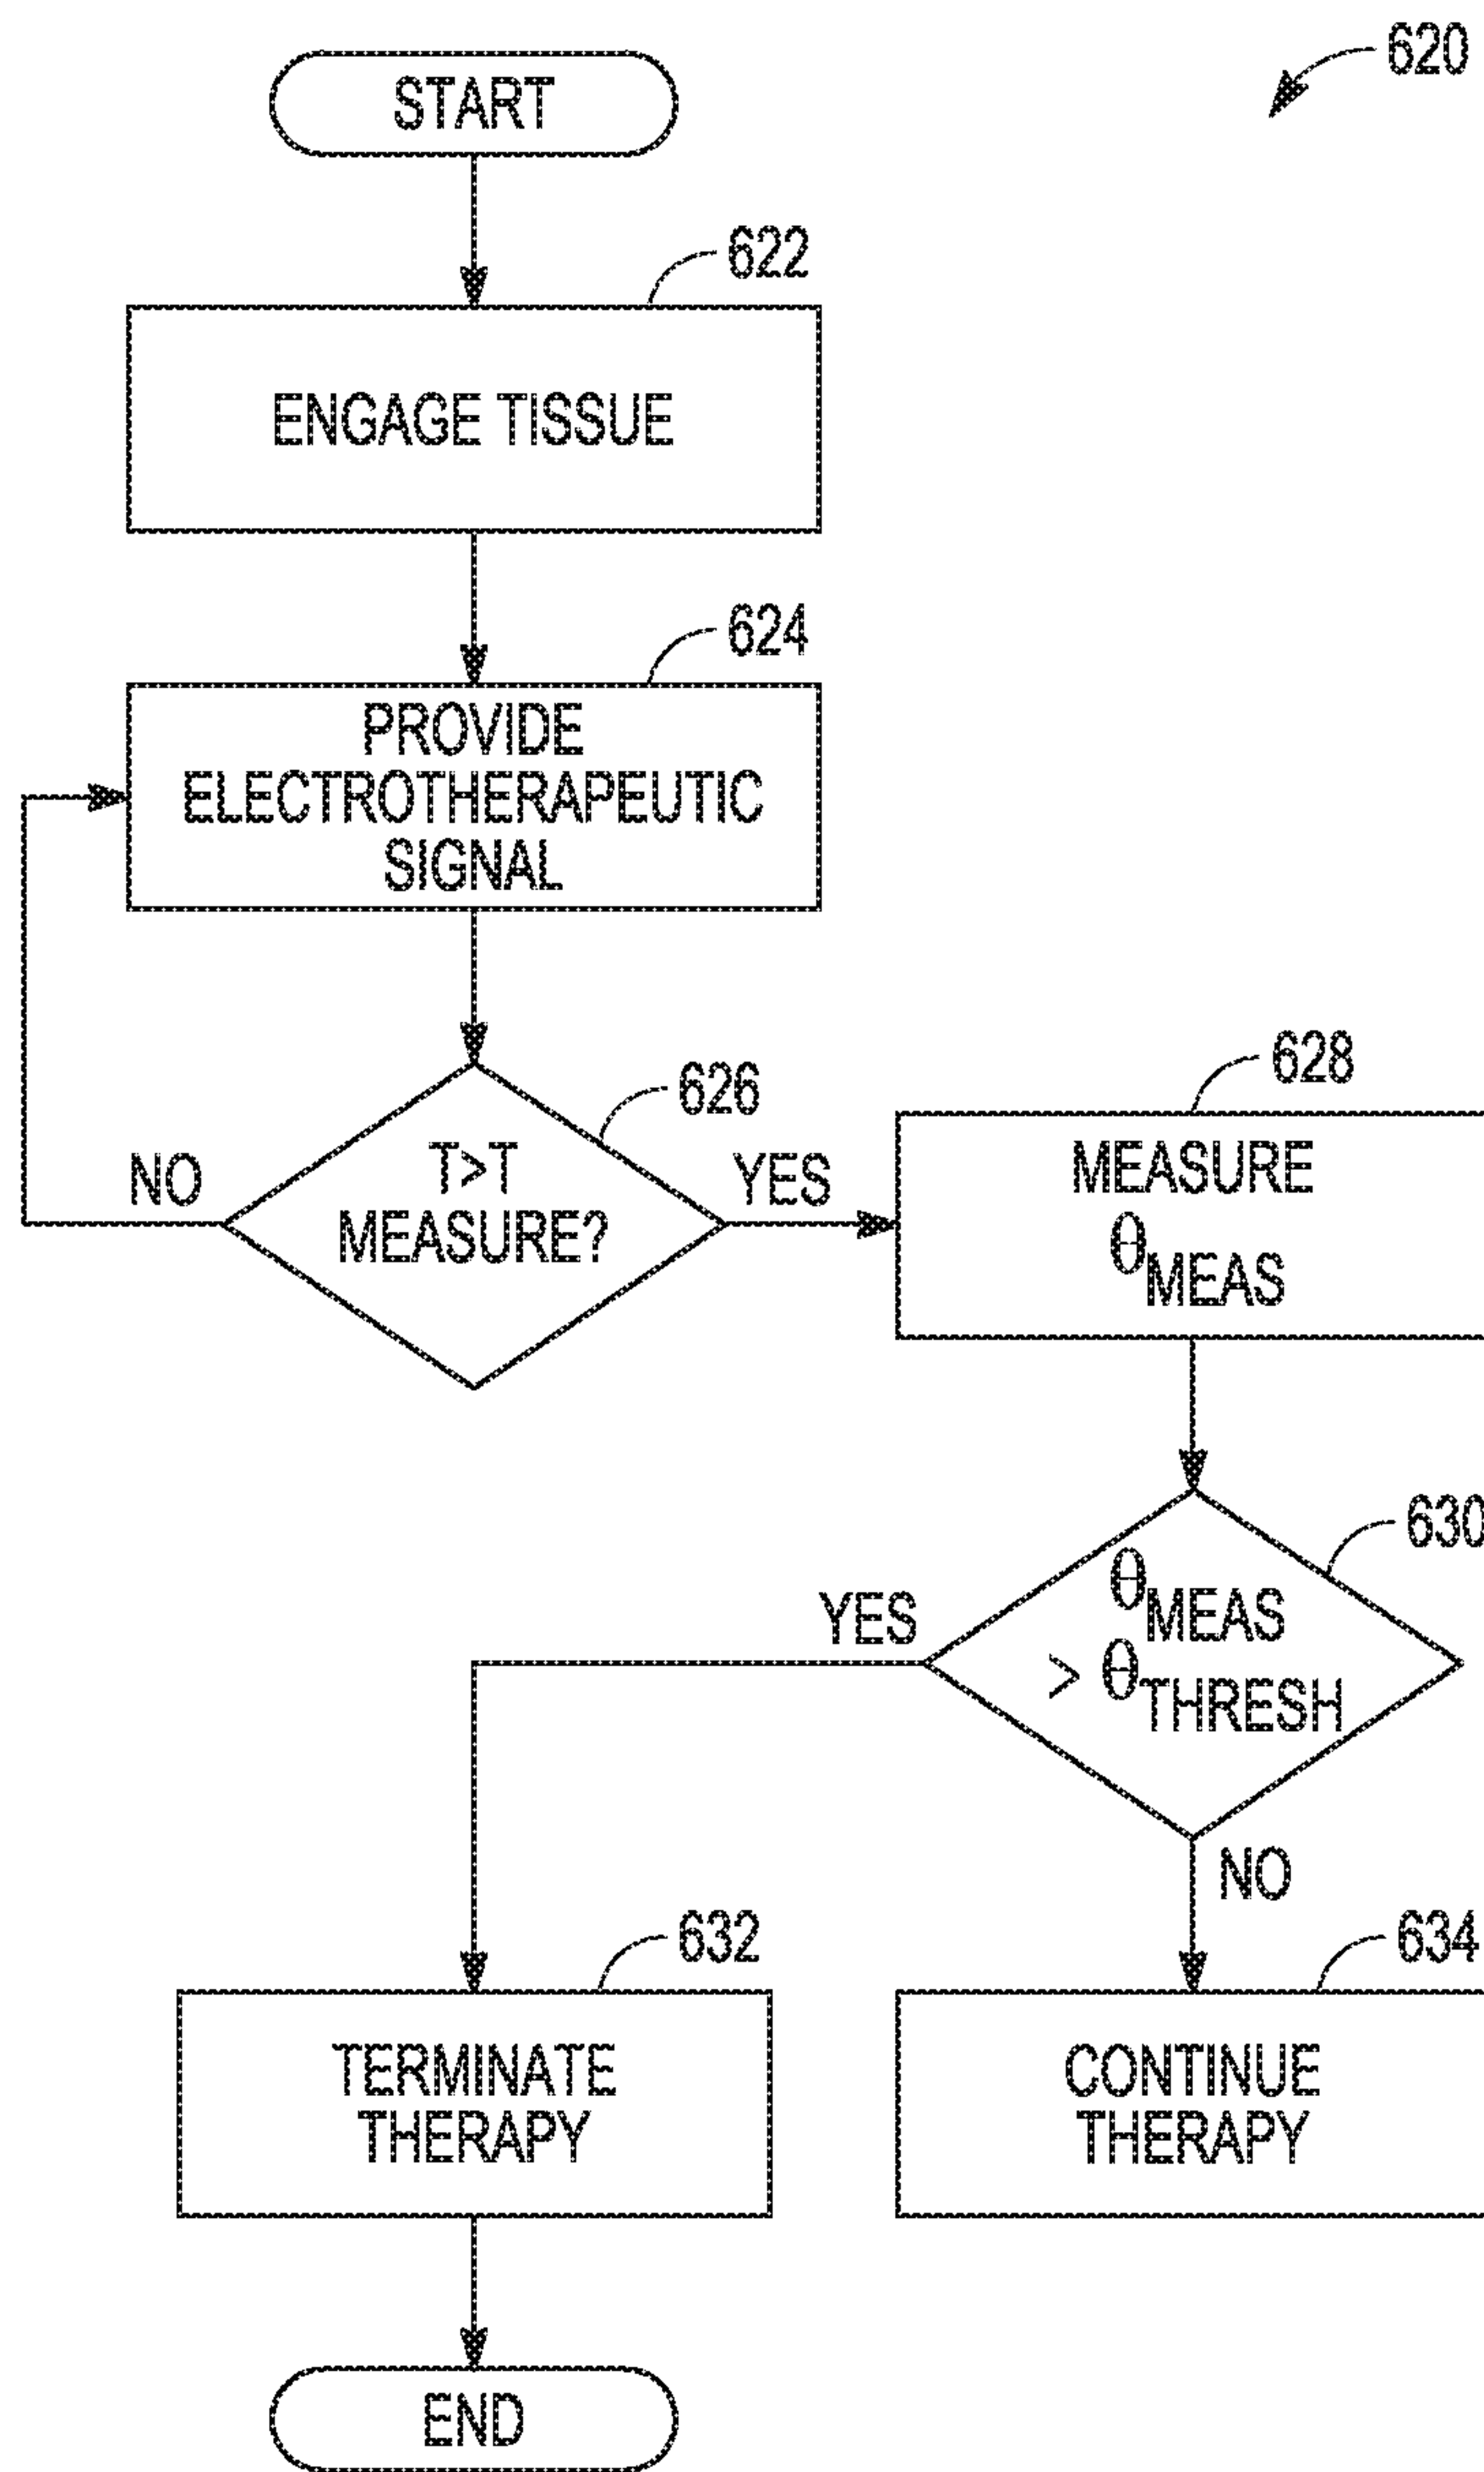 620
START
622
ENGAGE TISSUE
624
PROVIDE
ELECTROTHERAPEUTIC
SIGNAL
626
T>T
MEASURE?
NO
YES
628
MEASURE
θMEAS
630
θMEAS
> θTHRESH
YES
NO
632
TERMINATE
THERAPY
634
CONTINUE
THERAPY
END